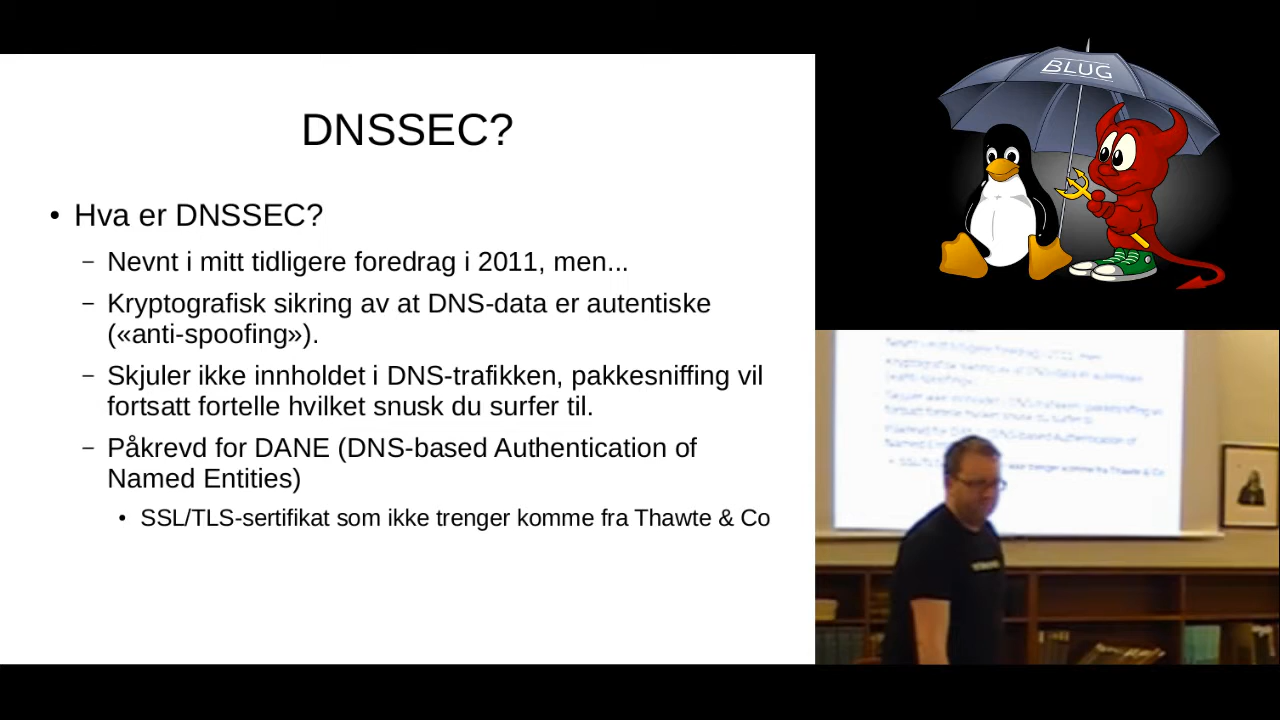 DNSSEC?
• Hva er DNSSEC?
– Nevnt i mitt tidligere foredrag i 2011, men...
– Kryptografisk sikring av at DNS-data er autentiske
(«anti-spoofing»).
– Skjuler ikke innholdet i DNS-trafikken, pakkesniffing vil
fortsatt fortelle hvilket snusk du surfer til.
– Påkrevd for DANE (DNS-based Authentication of
Named Entities)
• SSL/TLS-sertifikat som ikke trenger komme fra Thawte & Co
BLUG